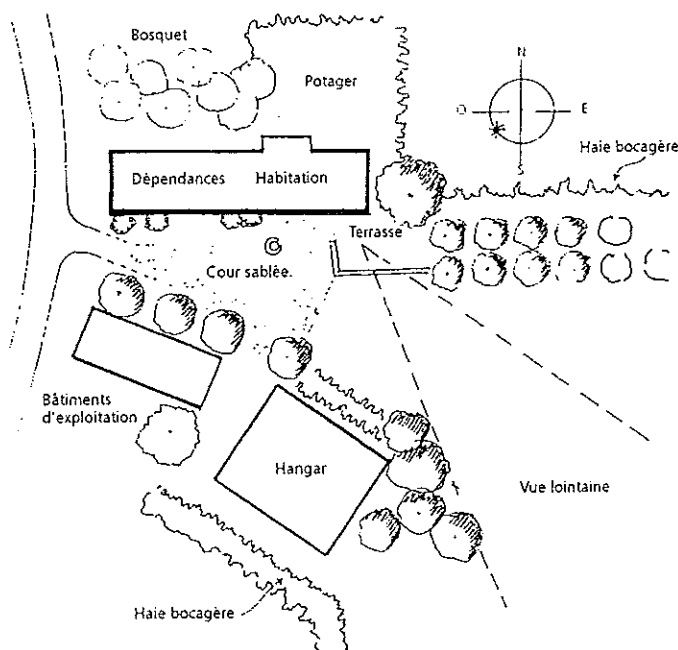 Bosquet
Potager
N
O
E
S
Haie bocagère
Dépendances
Habitation
Terrasse
Cour sablée.
Bâtiments
d'exploitation
Hangar
Vue lointaine
Haie bocagère